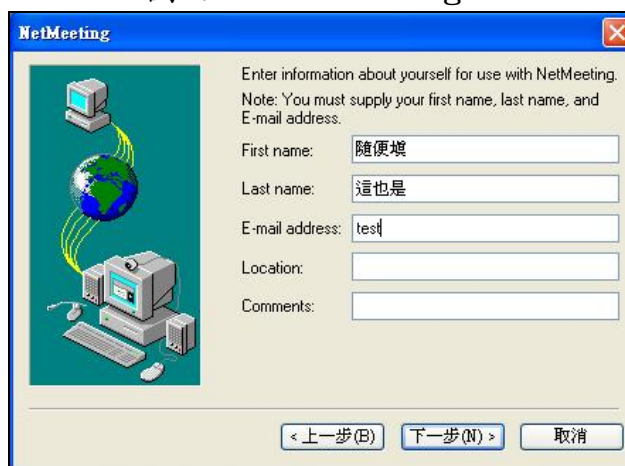 NetMeeting
Enter information about yourself for use with NetMeeting.
Note: You must supply your first name, last name, and
E-mail address.
First name: 隨便填
Last name: 這也是
E-mail address: test
Location:
Comments:
<上一步(B) 下一步(N)> 取消